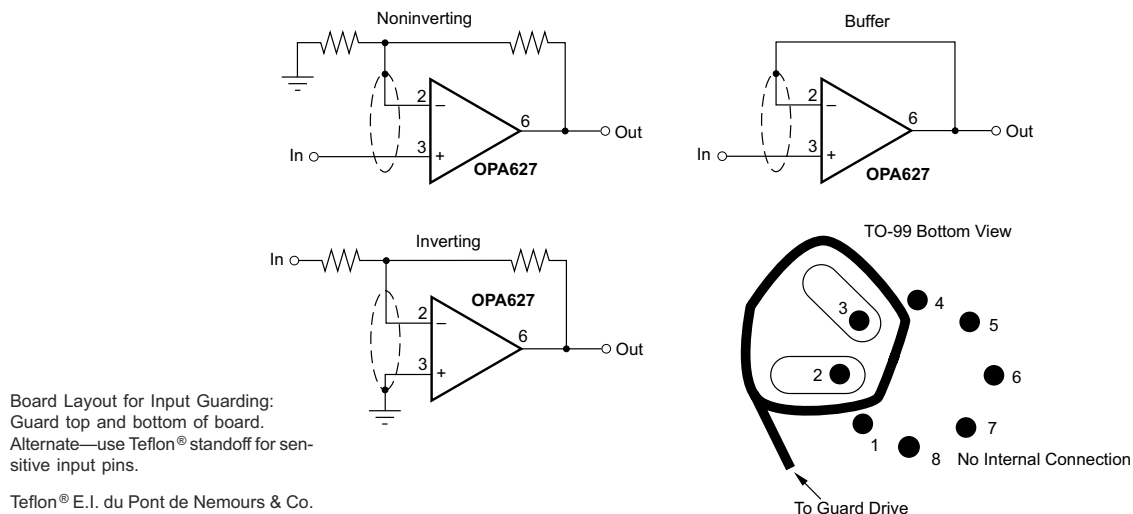 Noninverting
2
−
6
Out
3
+
In
OPA627
Buffer
2
−
6
Out
3
+
In
OPA627
In
Inverting
OPA627
2
−
6
Out
3
+
TO-99 Bottom View
3
4
5
2
6
1
7
8
No Internal Connection
To Guard Drive
Board Layout for Input Guarding:
Guard top and bottom of board.
Alternate—use Teflon® standoff for sen-
sitive input pins.
Teflon® E.I. du Pont de Nemours & Co.